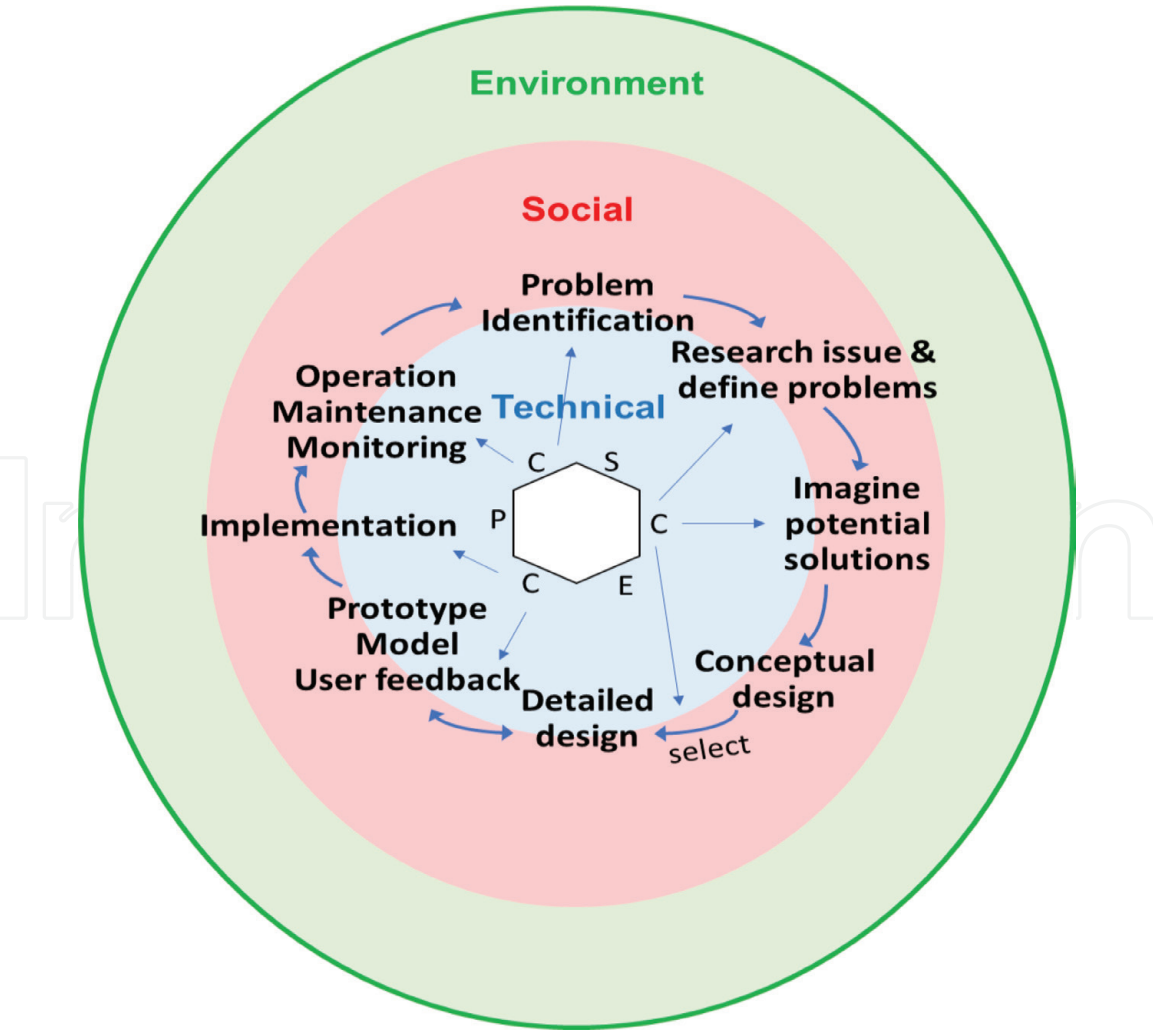 Environment
Social
Problem
Identification
Research issue &
define problems
Operation
Maintenance
Monitoring
Technical
C
S
Imagine
potential
solutions
P
C
Implementation
C
E
Prototype
Model
User feedback
Conceptual
design
Detailed
design
select